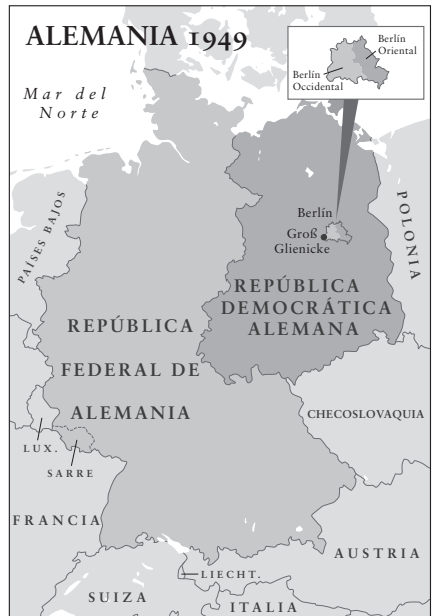 ALEMANIA 1949
Berlín
Oriental
Berlín
Occidental
Mar del
Norte
PAÍSES BAJOS
POLONIA
Berlín
Groß
Glienicke
REPÚBLICA
DEMOCRÁTICA
ALEMANA
REPÚBLICA
FEDERAL DE
ALEMANIA
CHECOSLOVAQUIA
LUX.
SARRE
FRANCIA
AUSTRIA
LIECHT.
SUIZA
ITALIA